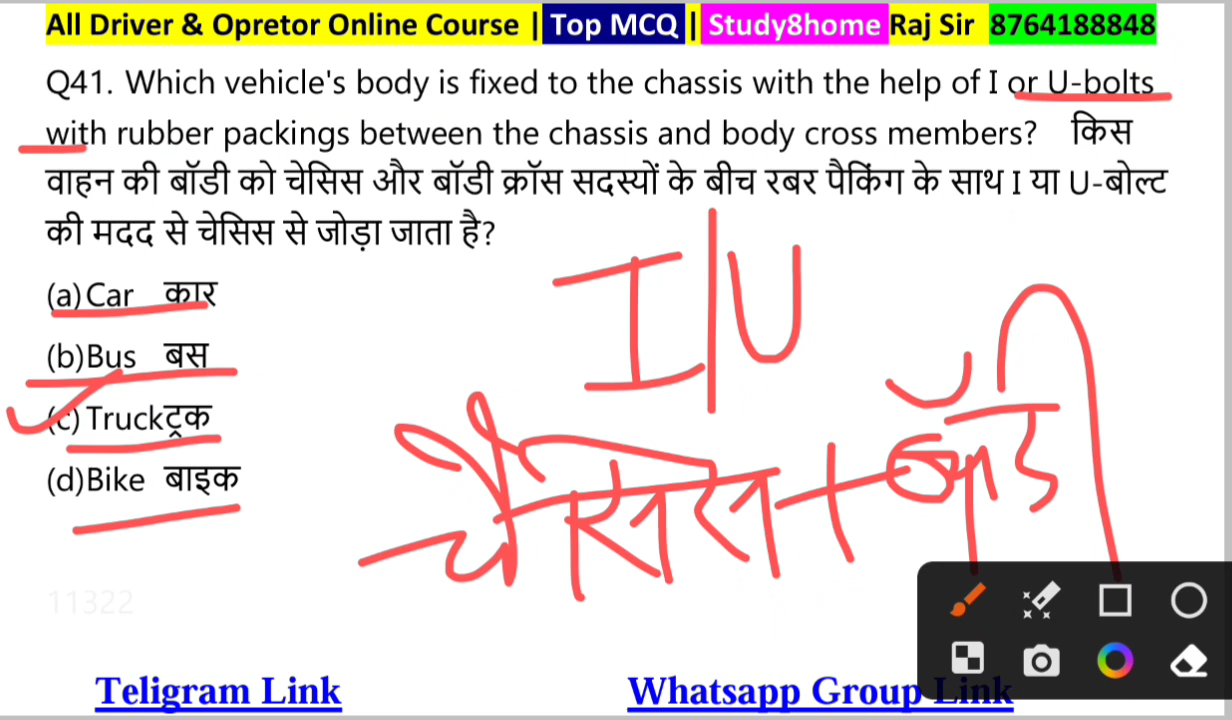 All Driver & Opretor Online Course | Top MCQ | Study8home Raj Sir 8764188848
Q41. Which vehicle's body is fixed to the chassis with the help of I or U-bolts
with rubber packings between the chassis and body cross members? किस
वाहन की बॉडी को चेसिस और बॉडी क्रॉस सदस्यों के बीच रबर पैकिंग के साथ I या U-बोल्ट
की मदद से चेसिस से जोड़ा जाता है?
(a)Car कार
(b)Bus बस
(c)Truckट्रक
(d)Bike बाइक
I/U
चैसिस + बॉडी
11322
Teligram Link
Whatsapp Group Link